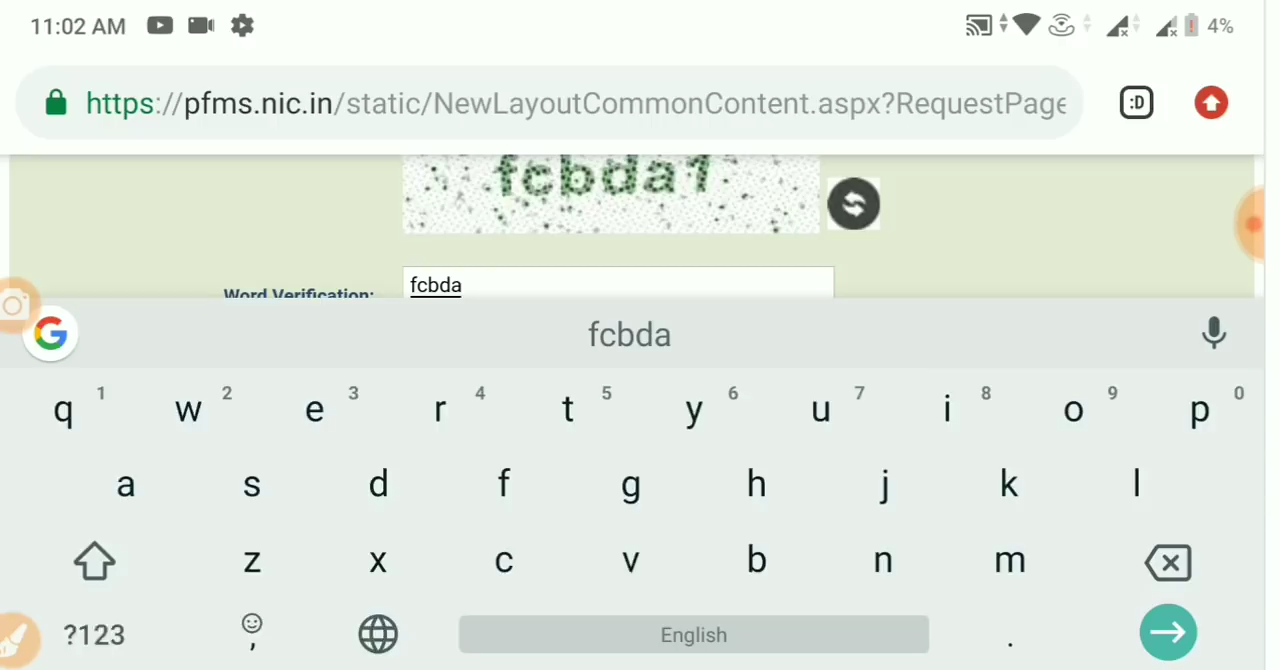 11:02 AM 4%
https://pfms.nic.in/static/NewLayoutCommonContent.aspx?RequestPage
:D
fcbda1
Word Verification: fcbda
fcbda
q 1 w 2 e 3 r 4 t 5 y 6 u 7 i 8 o 9 p 0
a s d f g h j k l
z x c v b n m
?123 , English .